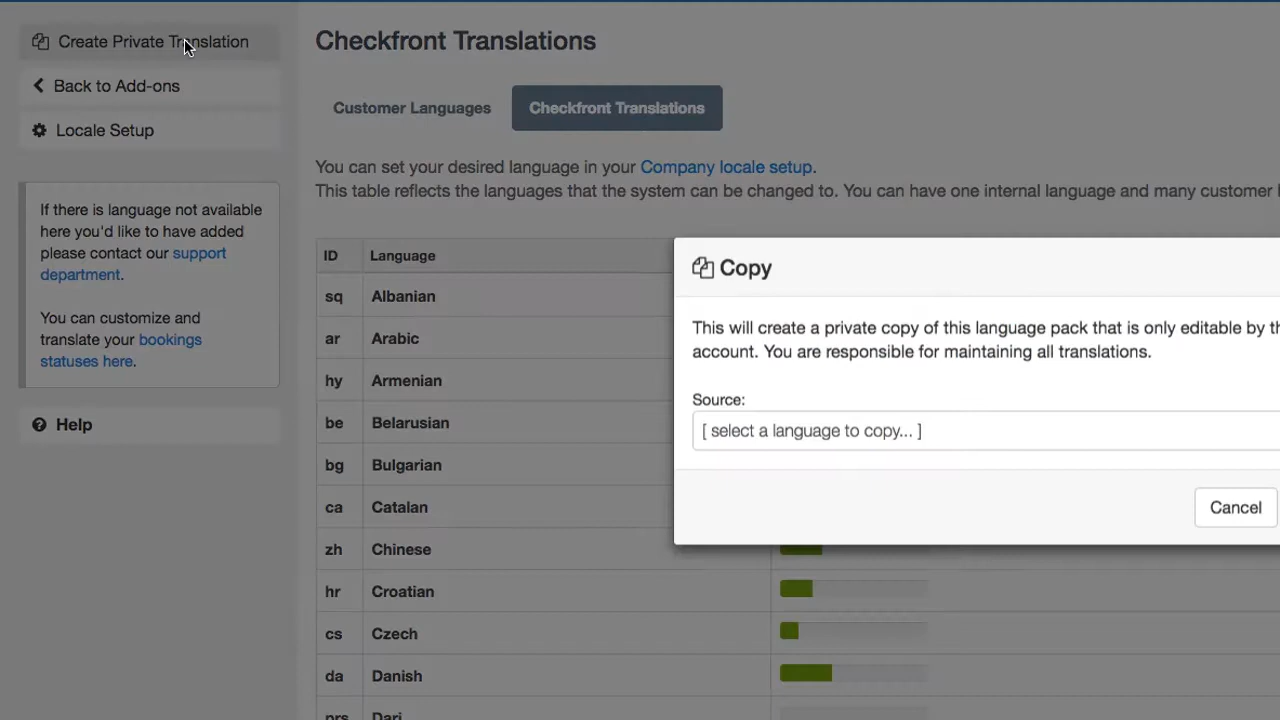 Create Private Translation
Back to Add-ons
Locale Setup
If there is language not available
here you'd like to have added
please contact our support
department.
You can customize and
translate your bookings
statuses here.
Help
Checkfront Translations
Customer Languages
Checkfront Translations
You can set your desired language in your Company locale setup.
This table reflects the languages that the system can be changed to. You can have one internal language and many customer
ID Language
sq Albanian
ar Arabic
hy Armenian
be Belarusian
bg Bulgarian
ca Catalan
zh Chinese
hr Croatian
cs Czech
da Danish
prs Dari
Copy
This will create a private copy of this language pack that is only editable by
account. You are responsible for maintaining all translations.
Source:
[ select a language to copy... ]
Cancel